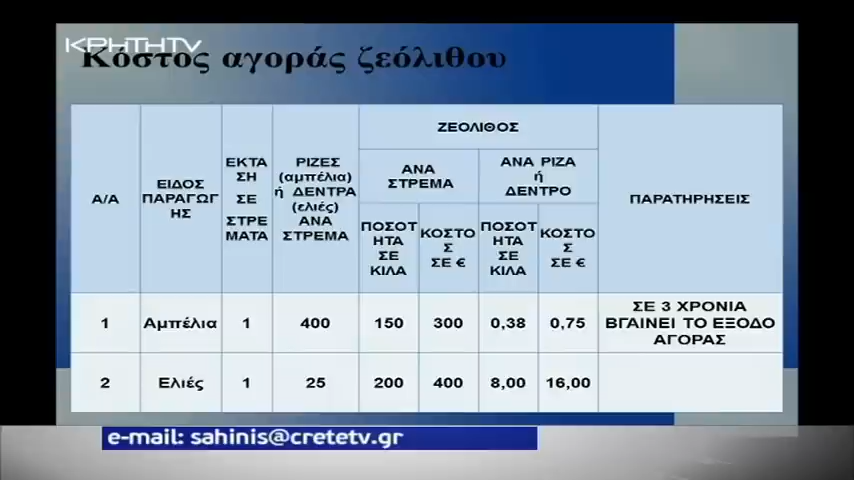 ΚΡΗΤΗTV
Κόστος αγοράς ζεόλιθου
Α/Α
ΕΙΔΟΣ
ΠΑΡΑΓΩΓ
ΗΣ
ΕΚΤΑ
ΣΗ
ΣΕ
ΣΤΡΕ
ΜΑΤΑ
ΡΙΖΕΣ
(αμπέλια)
ή ΔΕΝΤΡΑ
(ελιές)
ΑΝΑ
ΣΤΡΕΜΑ
ΖΕΟΛΙΘΟΣ
ΑΝΑ
ΣΤΡΕΜΑ
ΑΝΑ ΡΙΖΑ
ή
ΔΕΝΤΡΟ
ΠΟΣΟΤ
ΗΤΑ
ΣΕ
ΚΙΛΑ
ΚΟΣΤΟ
Σ
ΣΕ €
ΠΟΣΟΤ
ΗΤΑ
ΣΕ
ΚΙΛΑ
ΚΟΣΤΟ
Σ
ΣΕ €
ΠΑΡΑΤΗΡΗΣΕΙΣ
1 Αμπέλια 1 400 150 300 0,38 0,75
ΣΕ 3 ΧΡΟΝΙΑ
ΒΓΑΙΝΕΙ ΤΟ ΕΞΟΔΟ
ΑΓΟΡΑΣ
2 Ελιές 1 25 200 400 8,00 16,00
e-mail: sahinis@cretetv.gr